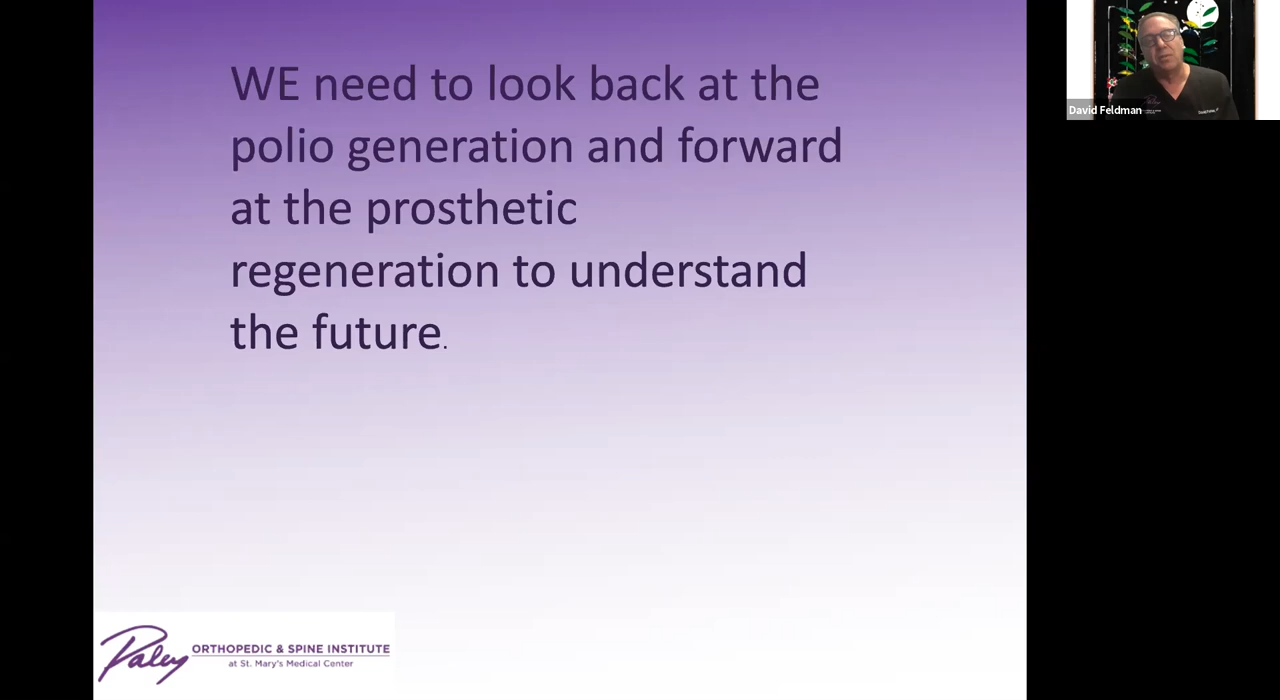 WE need to look back at the
polio generation and forward
at the prosthetic
regeneration to understand
the future.
David Feldman
Paley
ORTHOPEDIC & SPINE INSTITUTE
at St. Mary's Medical Center